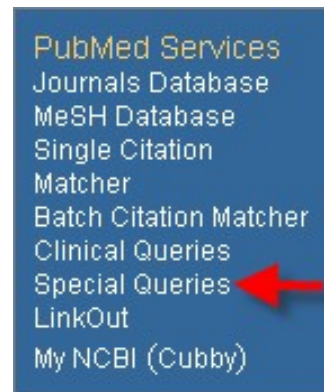 PubMed Services
Journals Database
MeSH Database
Single Citation
Matcher
Batch Citation Matcher
Clinical Queries
Special Queries
LinkOut
My NCBI (Cubby)